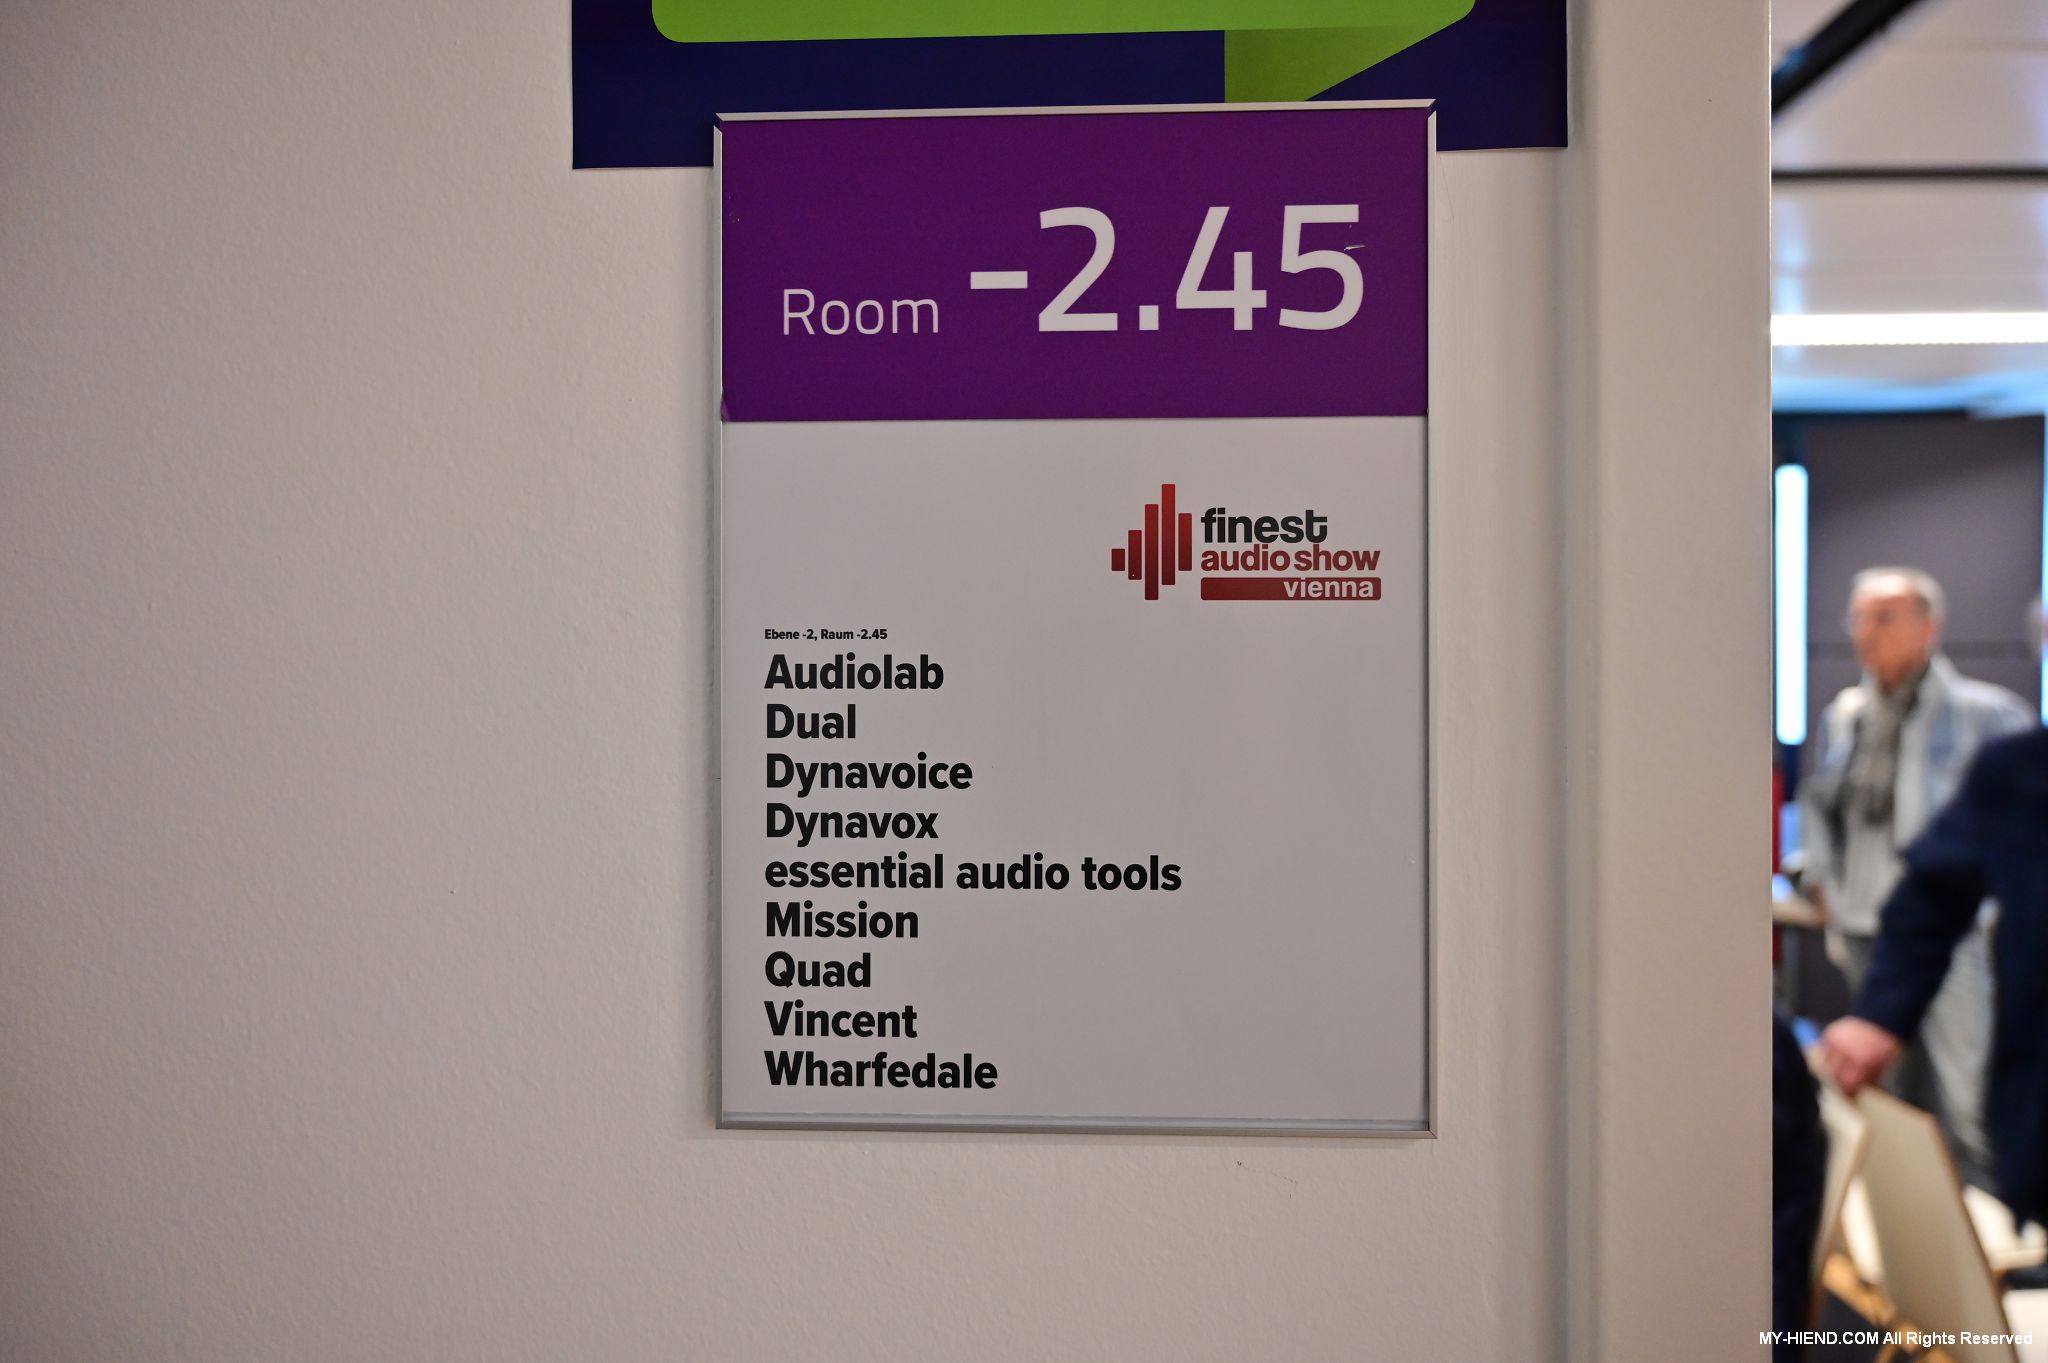 Room -2.45
finest
audio show
vienna
Ebene -2, Raum -2.45
Audiolab
Dual
Dynavoice
Dynavox
essential audio tools
Mission
Quad
Vincent
Wharfedale
MY-HIEND.COM All Rights Reserved